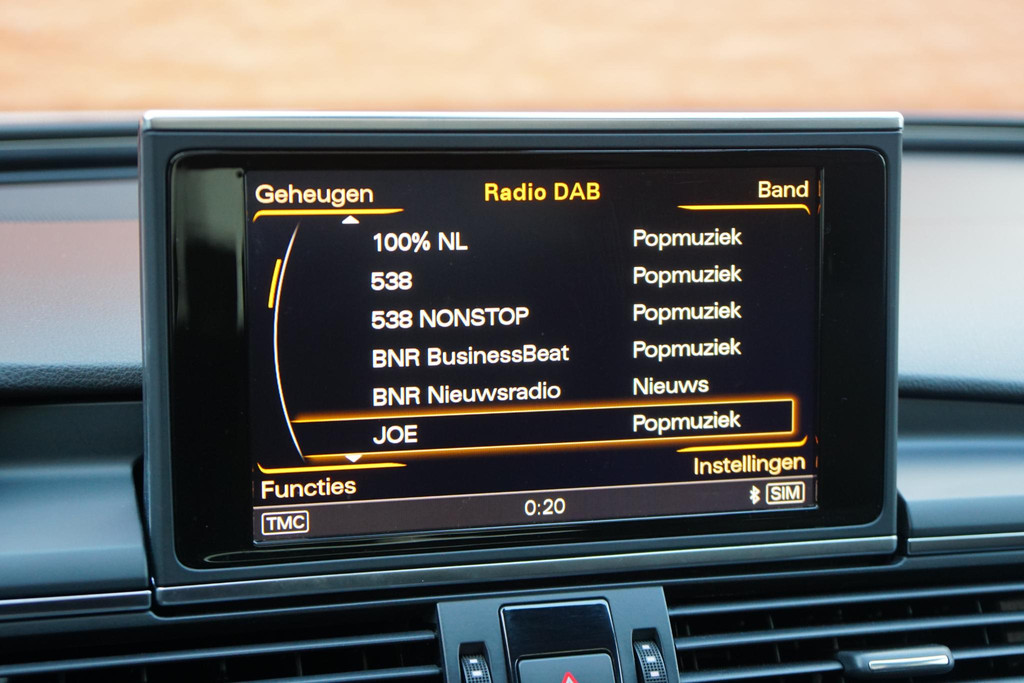 Geheugen Radio DAB Band
100% NL Popmuziek
538 Popmuziek
538 NONSTOP Popmuziek
BNR BusinessBeat Popmuziek
BNR Nieuwsradio Nieuws
JOE Popmuziek
Functies Instellingen
TMC 0:20 SIM